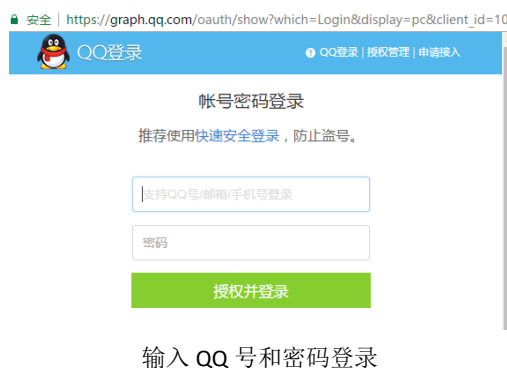 安全 | https://graph.qq.com/oauth/show?which=Login&display=pc&client_id=10
QQ登录
? QQ登录 | 授权管理 | 申请接入
帐号密码登录
推荐使用快速安全登录，防止盗号。
支持QQ号/邮箱/手机号登录
密码
授权并登录
输入 QQ 号和密码登录